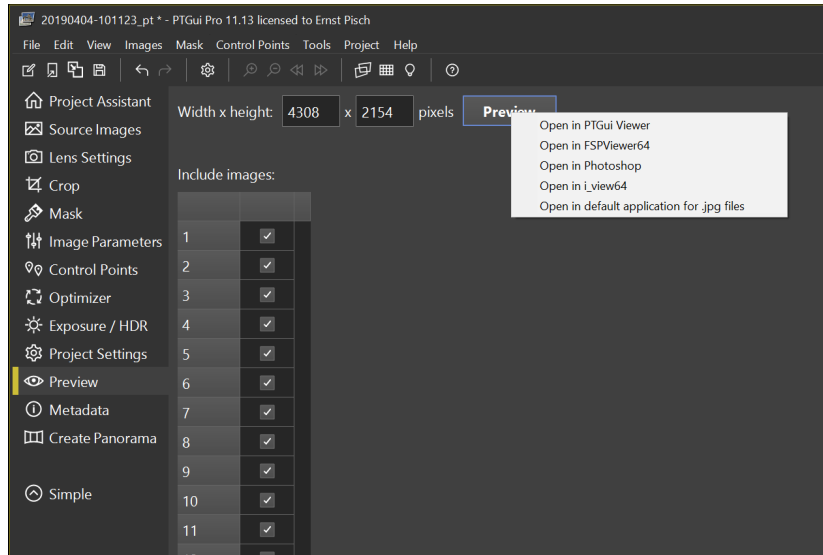 20190404-101123_pt * - PTGui Pro 11.13 licensed to Ernst Pisch
File Edit View Images Mask Control Points Tools Project Help
Project Assistant
Source Images
Lens Settings
Crop
Mask
Image Parameters
Control Points
Optimizer
Exposure / HDR
Project Settings
Preview
Metadata
Create Panorama
Simple
Width x height: 4308 x 2154 pixels
Open in PTGui Viewer
Open in FSPViewer64
Open in Photoshop
Open in i_view64
Open in default application for .jpg files
Include images:
1
2
3
4
5
6
7
8
9
10
11